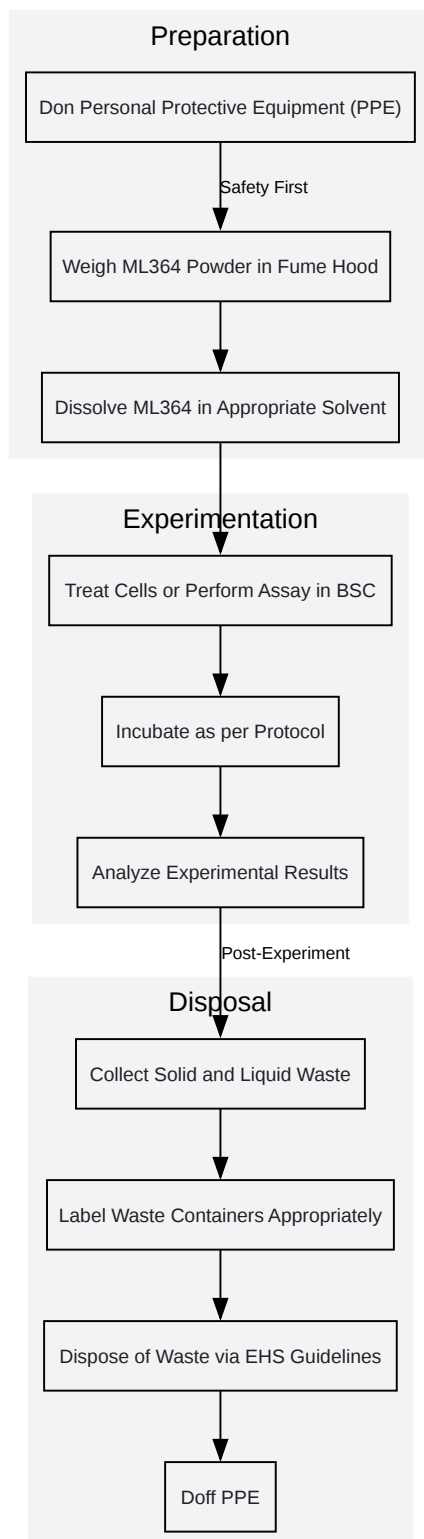 Preparation
Don Personal Protective Equipment (PPE)
Safety First
Weigh ML364 Powder in Fume Hood
Dissolve ML364 in Appropriate Solvent
Experimentation
Treat Cells or Perform Assay in BSC
Incubate as per Protocol
Analyze Experimental Results
Post-Experiment
Disposal
Collect Solid and Liquid Waste
Label Waste Containers Appropriately
Dispose of Waste via EHS Guidelines
Doff PPE